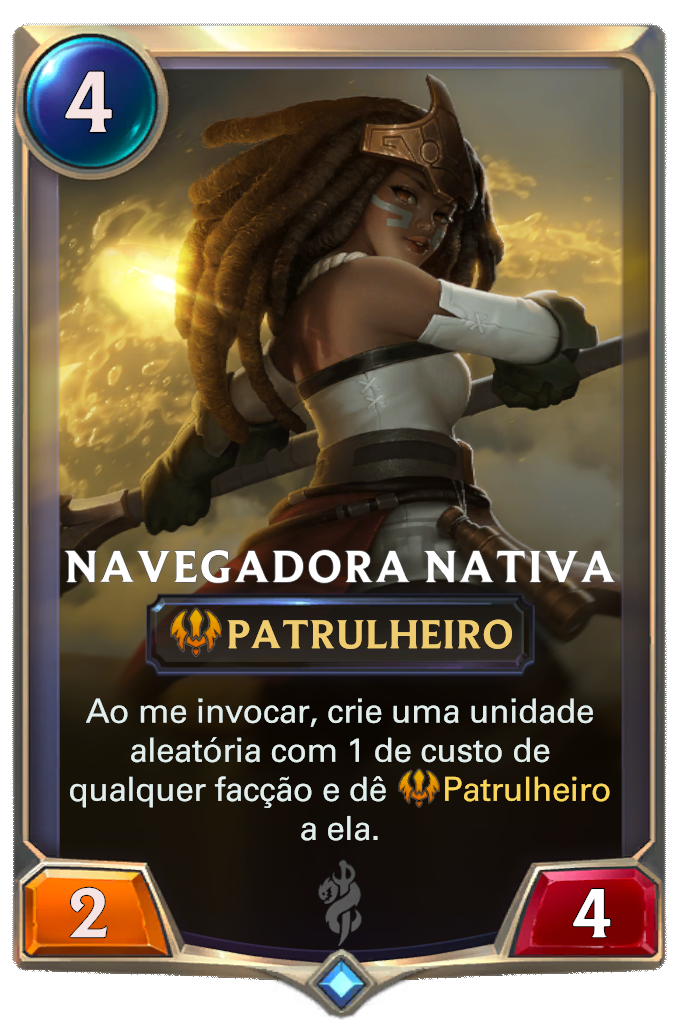 4
NAVEGADORA NATIVA
PATRULHEIRO
Ao me invocar, crie uma unidade
aleatória com 1 de custo de
qualquer facção e dê Patrulheiro
a ela.
2
4